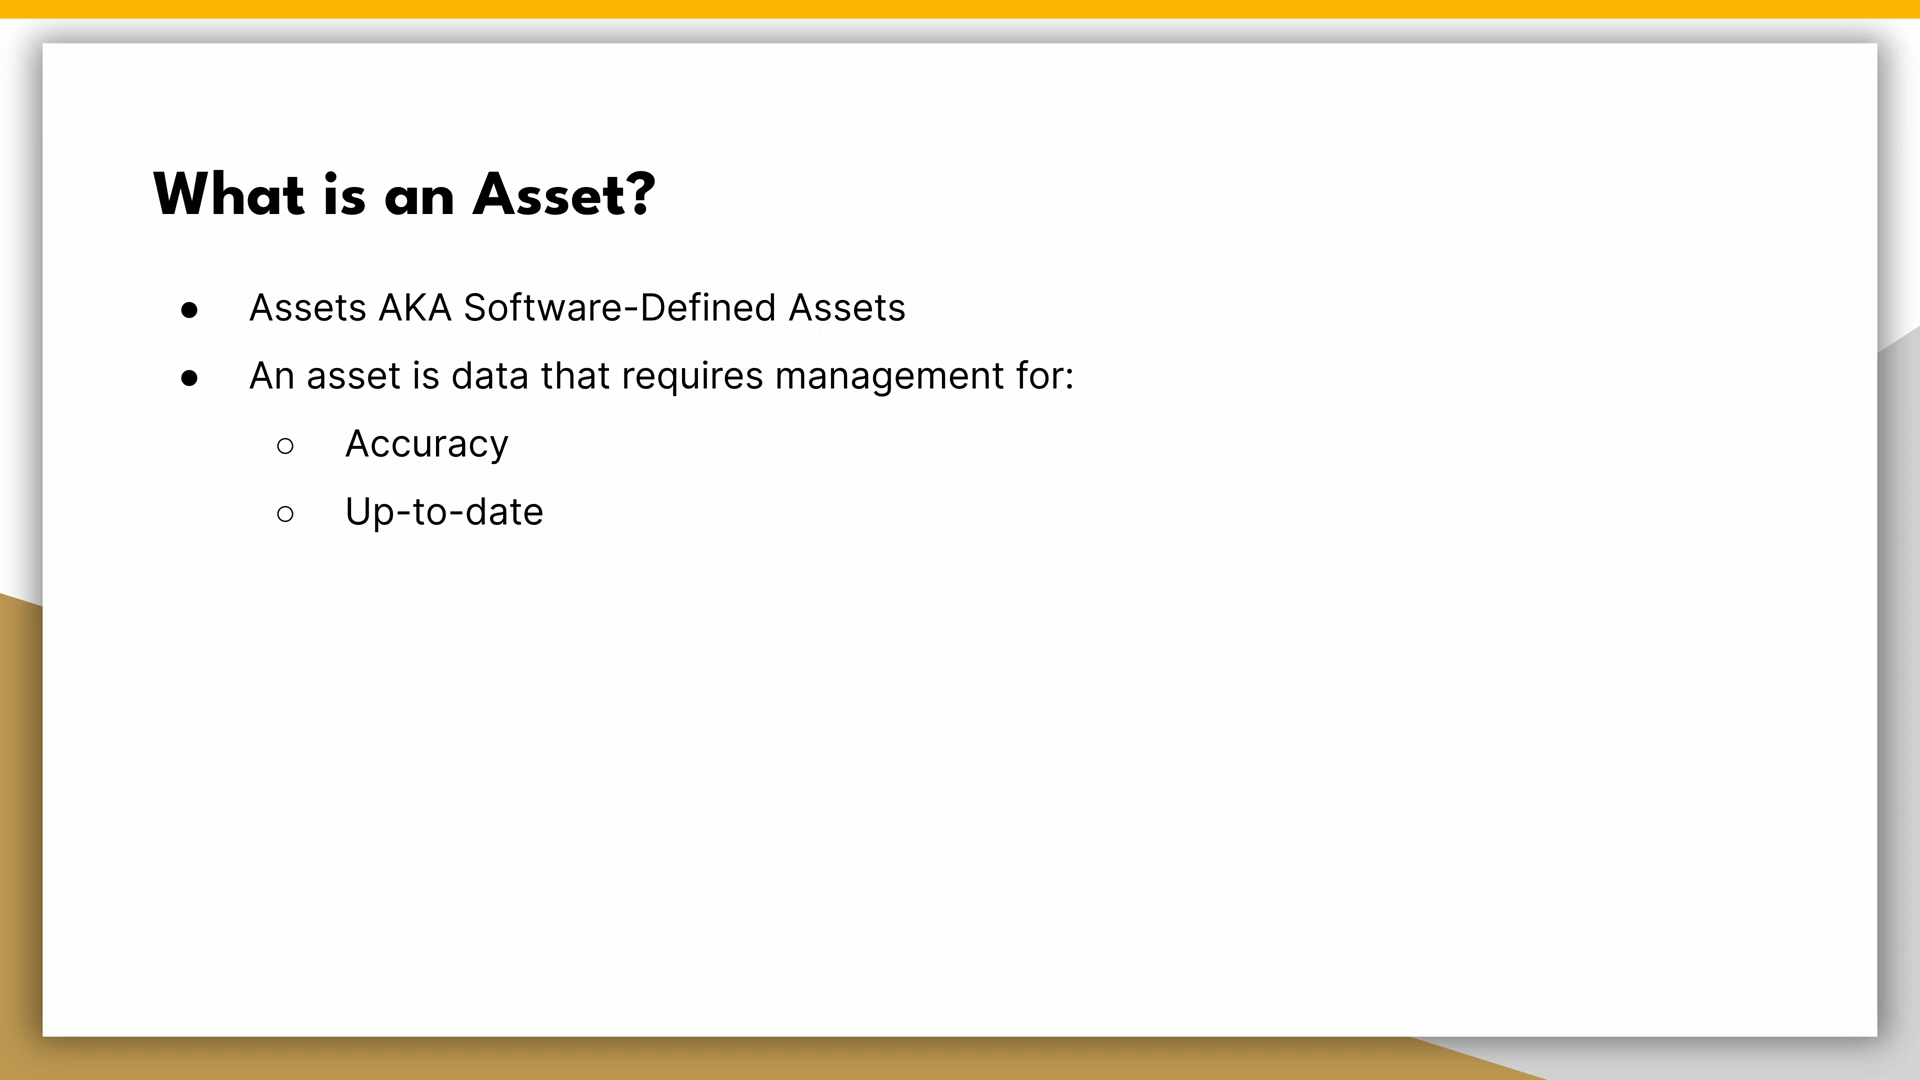 What is an Asset?
● Assets AKA Software-Defined Assets
● An asset is data that requires management for:
○ Accuracy
○ Up-to-date